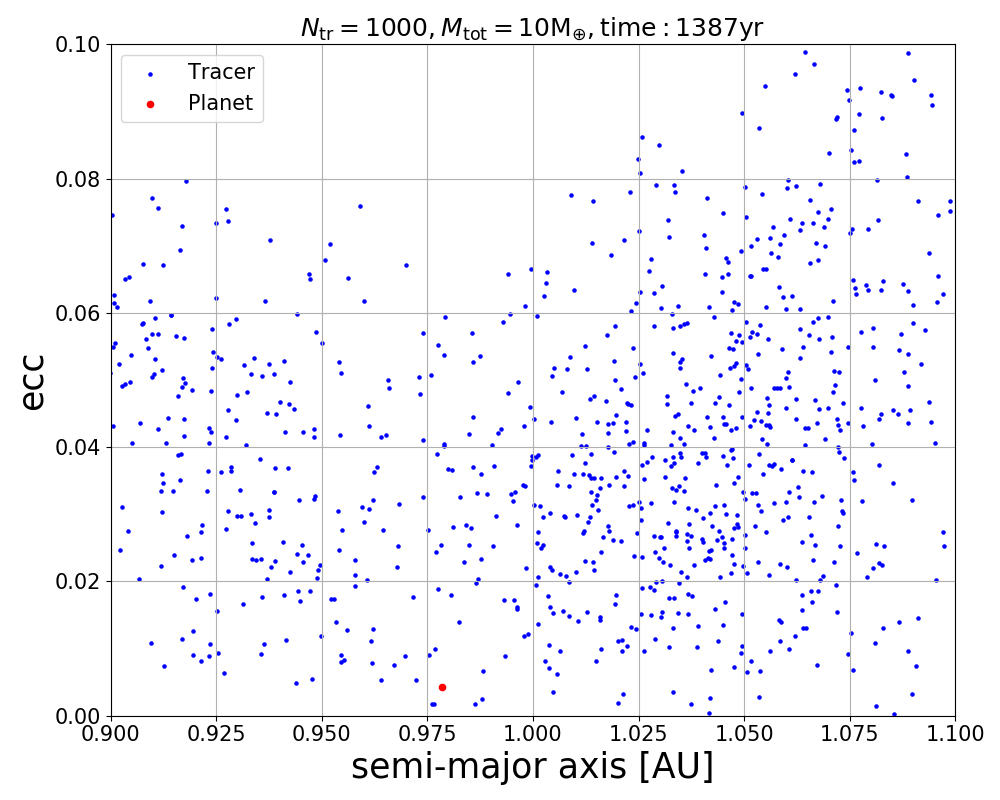 N_tr = 1000, M_tot = 10M_⊕, time : 1387yr
Tracer
Planet
0.10
0.08
0.06
0.04
0.02
0.00
ecc
0.900 0.925 0.950 0.975 1.000 1.025 1.050 1.075 1.100
semi-major axis [AU]